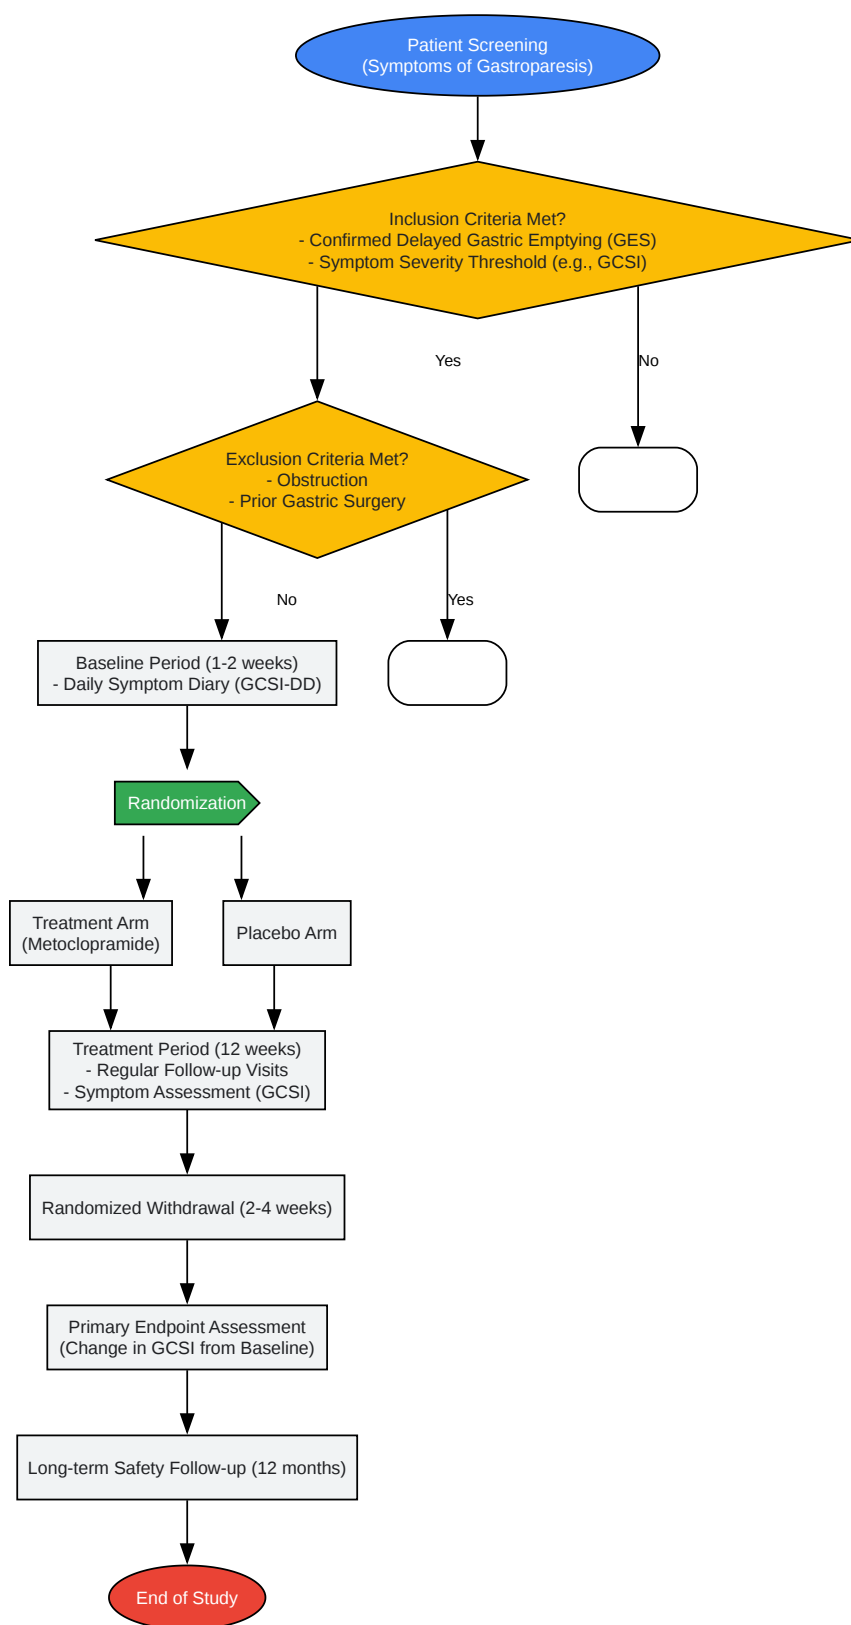 Patient Screening
(Symptoms of Gastroparesis)
Inclusion Criteria Met?
- Confirmed Delayed Gastric Emptying (GES)
- Symptom Severity Threshold (e.g., GCSI)
Yes
No
Exclusion Criteria Met?
- Obstruction
- Prior Gastric Surgery
No
Yes
Baseline Period (1-2 weeks)
- Daily Symptom Diary (GCSI-DD)
Randomization
Treatment Arm
(Metoclopramide)
Placebo Arm
Treatment Period (12 weeks)
- Regular Follow-up Visits
- Symptom Assessment (GCSI)
Randomized Withdrawal (2-4 weeks)
Primary Endpoint Assessment
(Change in GCSI from Baseline)
Long-term Safety Follow-up (12 months)
End of Study